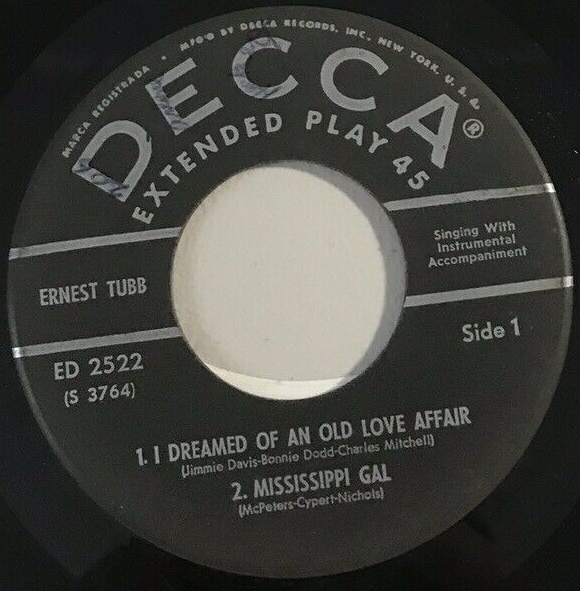 MARCA REGISTRADA • MFG'D BY DECCA RECORDS, INC., NEW YORK, U. S. A.
DECCA®
EXTENDED PLAY 45
ERNEST TUBB
Singing With
Instrumental
Accompaniment
Side 1
ED 2522
(S 3764)
1. I DREAMED OF AN OLD LOVE AFFAIR
(Jimmie Davis-Bonnie Dodd-Charles Mitchell)
2. MISSISSIPPI GAL
(McPeters-Cypert-Nichols)